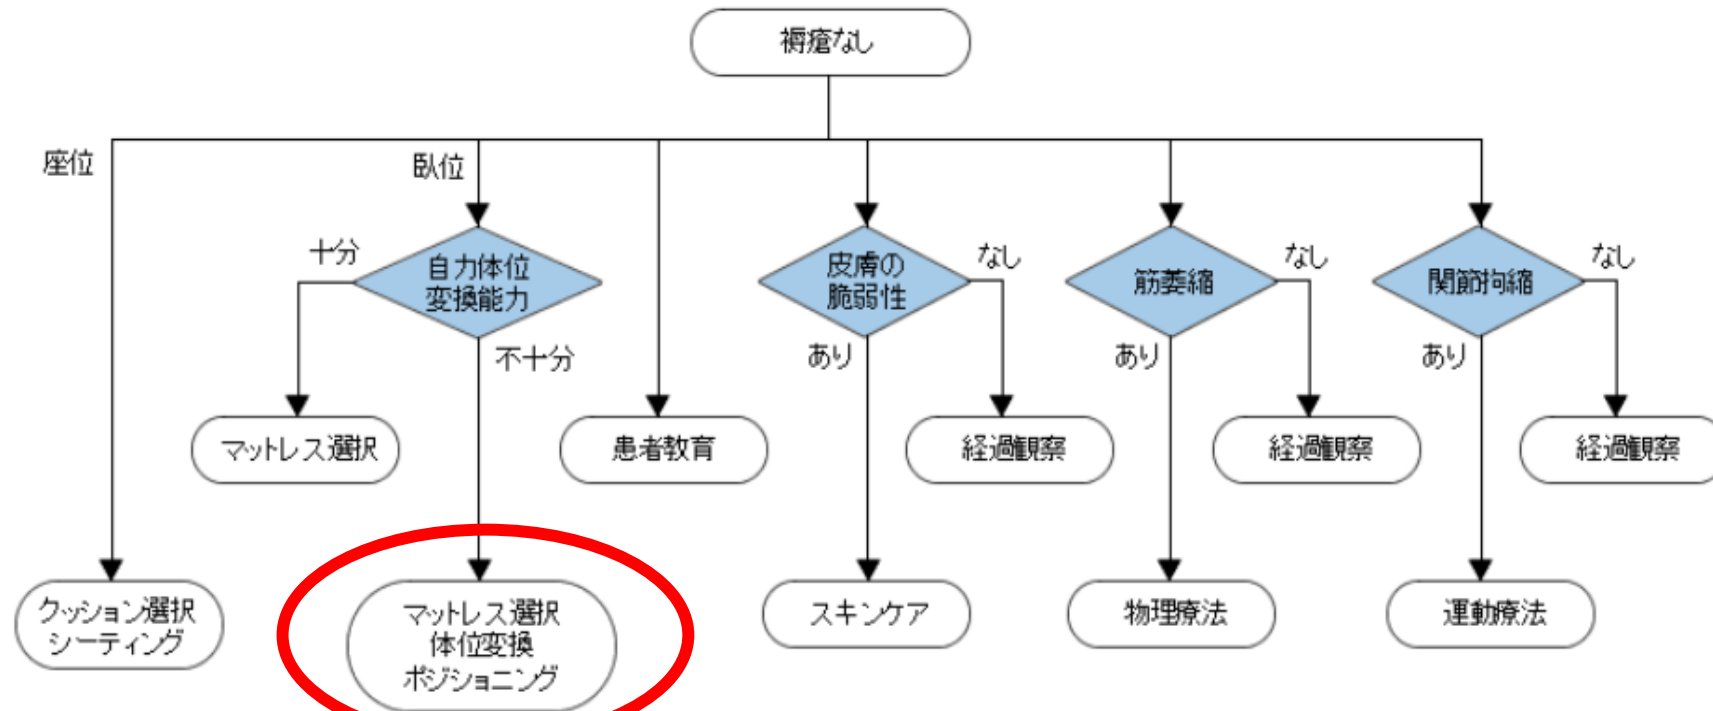 褥瘡なし
座位
臥位
十分
自力体位
変換能力
不十分
皮膚の
脆弱性
なし
あり
筋萎縮
なし
あり
関節拘縮
なし
あり
マットレス選択
患者教育
経過観察
経過観察
経過観察
クッション選択
シーティング
マットレス選択
体位変換
ポジショニング
スキンケア
物理療法
運動療法